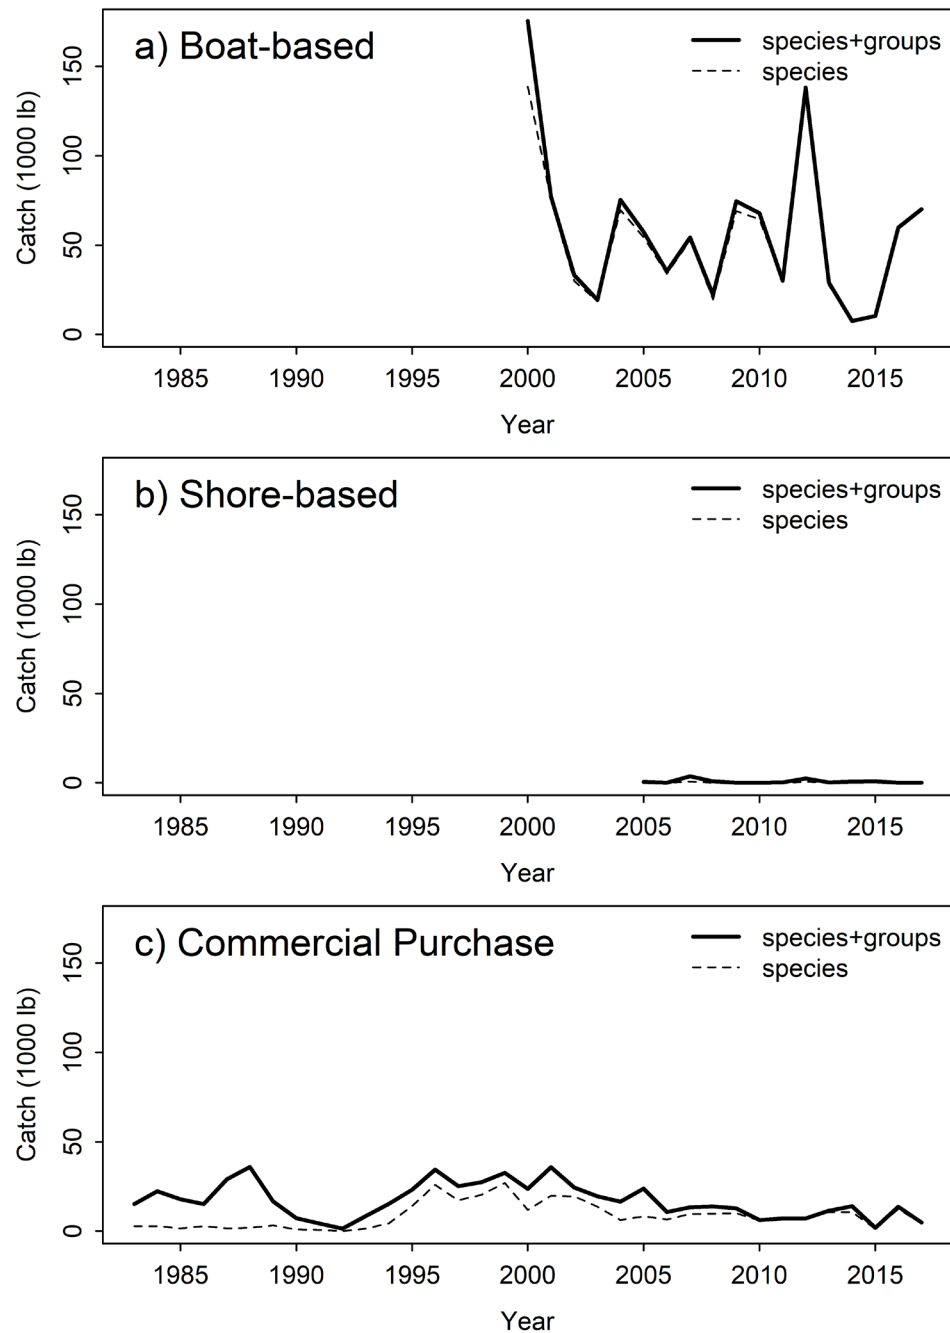 a) Boat-based
species+groups
species
Catch (1000 lb)
150
100
50
0
1985 1990 1995 2000 2005 2010 2015
Year
b) Shore-based
species+groups
species
Catch (1000 lb)
150
100
50
0
1985 1990 1995 2000 2005 2010 2015
Year
c) Commercial Purchase
species+groups
species
Catch (1000 lb)
150
100
50
0
1985 1990 1995 2000 2005 2010 2015
Year